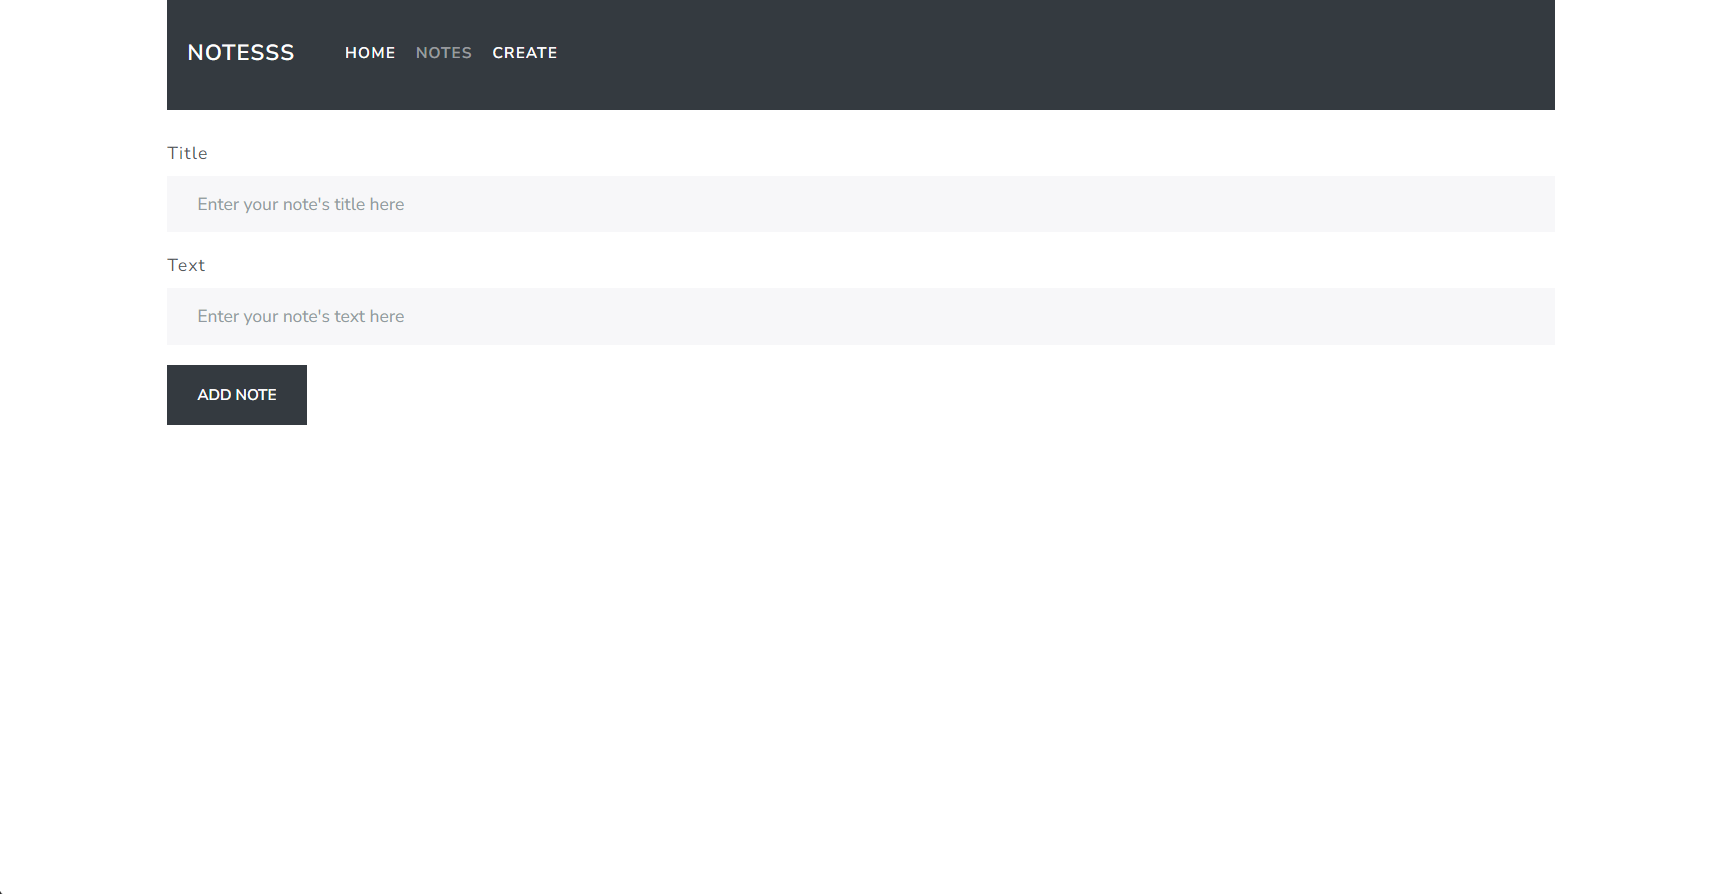 NOTESSS HOME NOTES CREATE
Title
Enter your note's title here
Text
Enter your note's text here
ADD NOTE